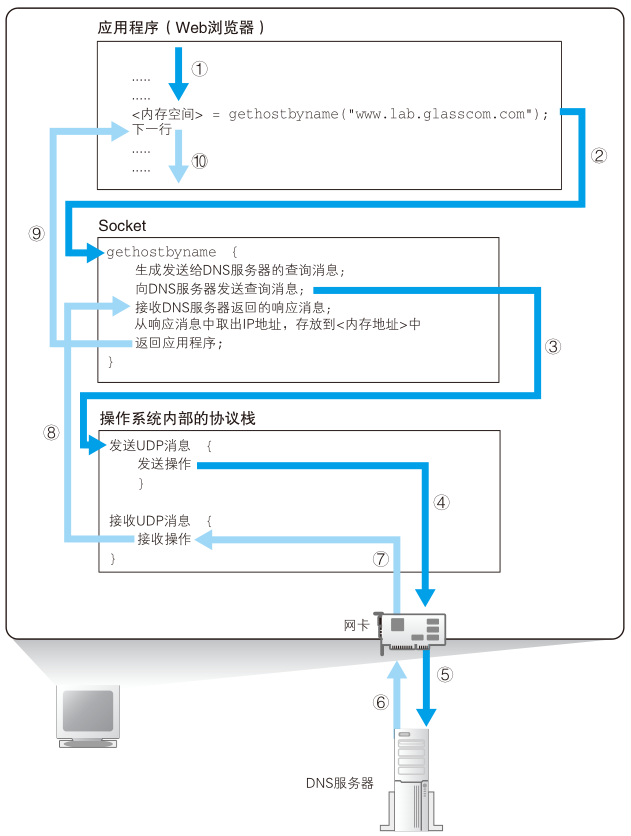 应用程序（Web浏览器）
①
.....
.....
<内存空间> = gethostbyname("www.lab.glasscom.com");
下一行
②
.....
⑩
.....
Socket
⑨
gethostbyname {
生成发送给DNS服务器的查询消息;
向DNS服务器发送查询消息;
接收DNS服务器返回的响应消息;
从响应消息中取出IP地址，存放到<内存地址>中
返回应用程序;
③
}
操作系统内部的协议栈
⑧
发送UDP消息 {
发送操作
}
④
接收UDP消息 {
接收操作
⑦
}
网卡
⑤
⑥
DNS服务器